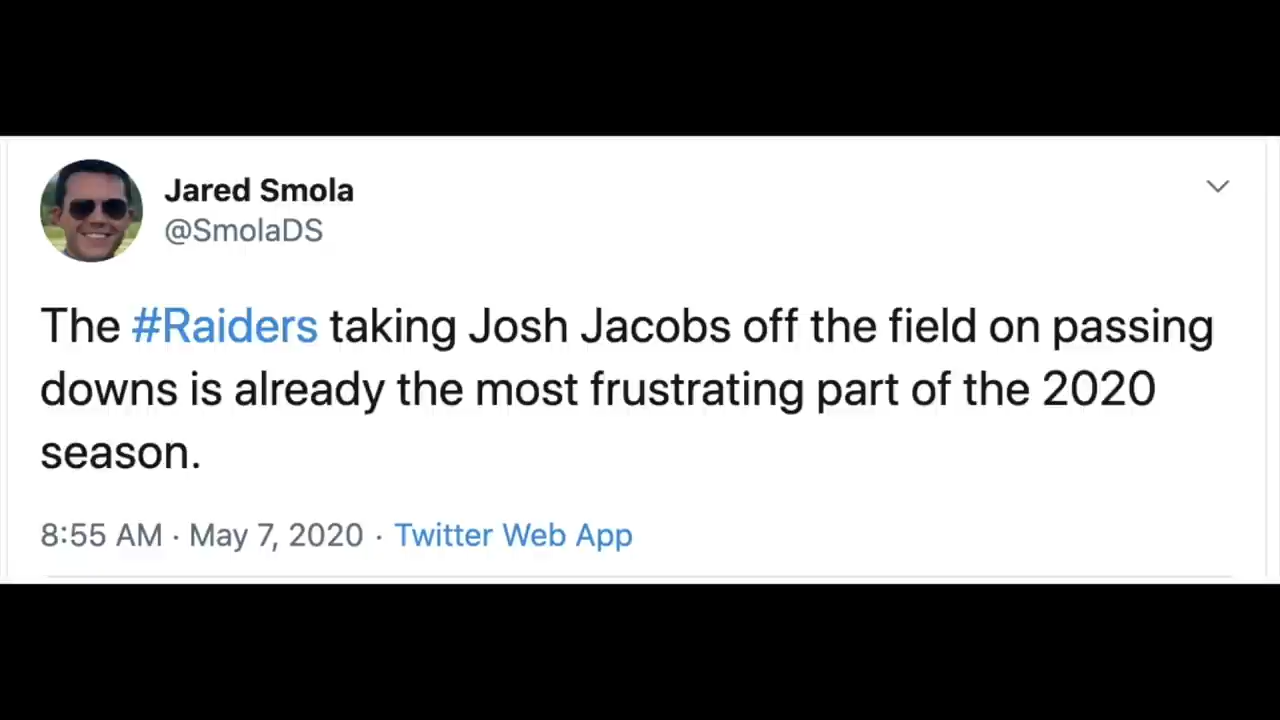 Jared Smola
@SmolaDS
The #Raiders taking Josh Jacobs off the field on passing
downs is already the most frustrating part of the 2020
season.
8:55 AM · May 7, 2020 · Twitter Web App